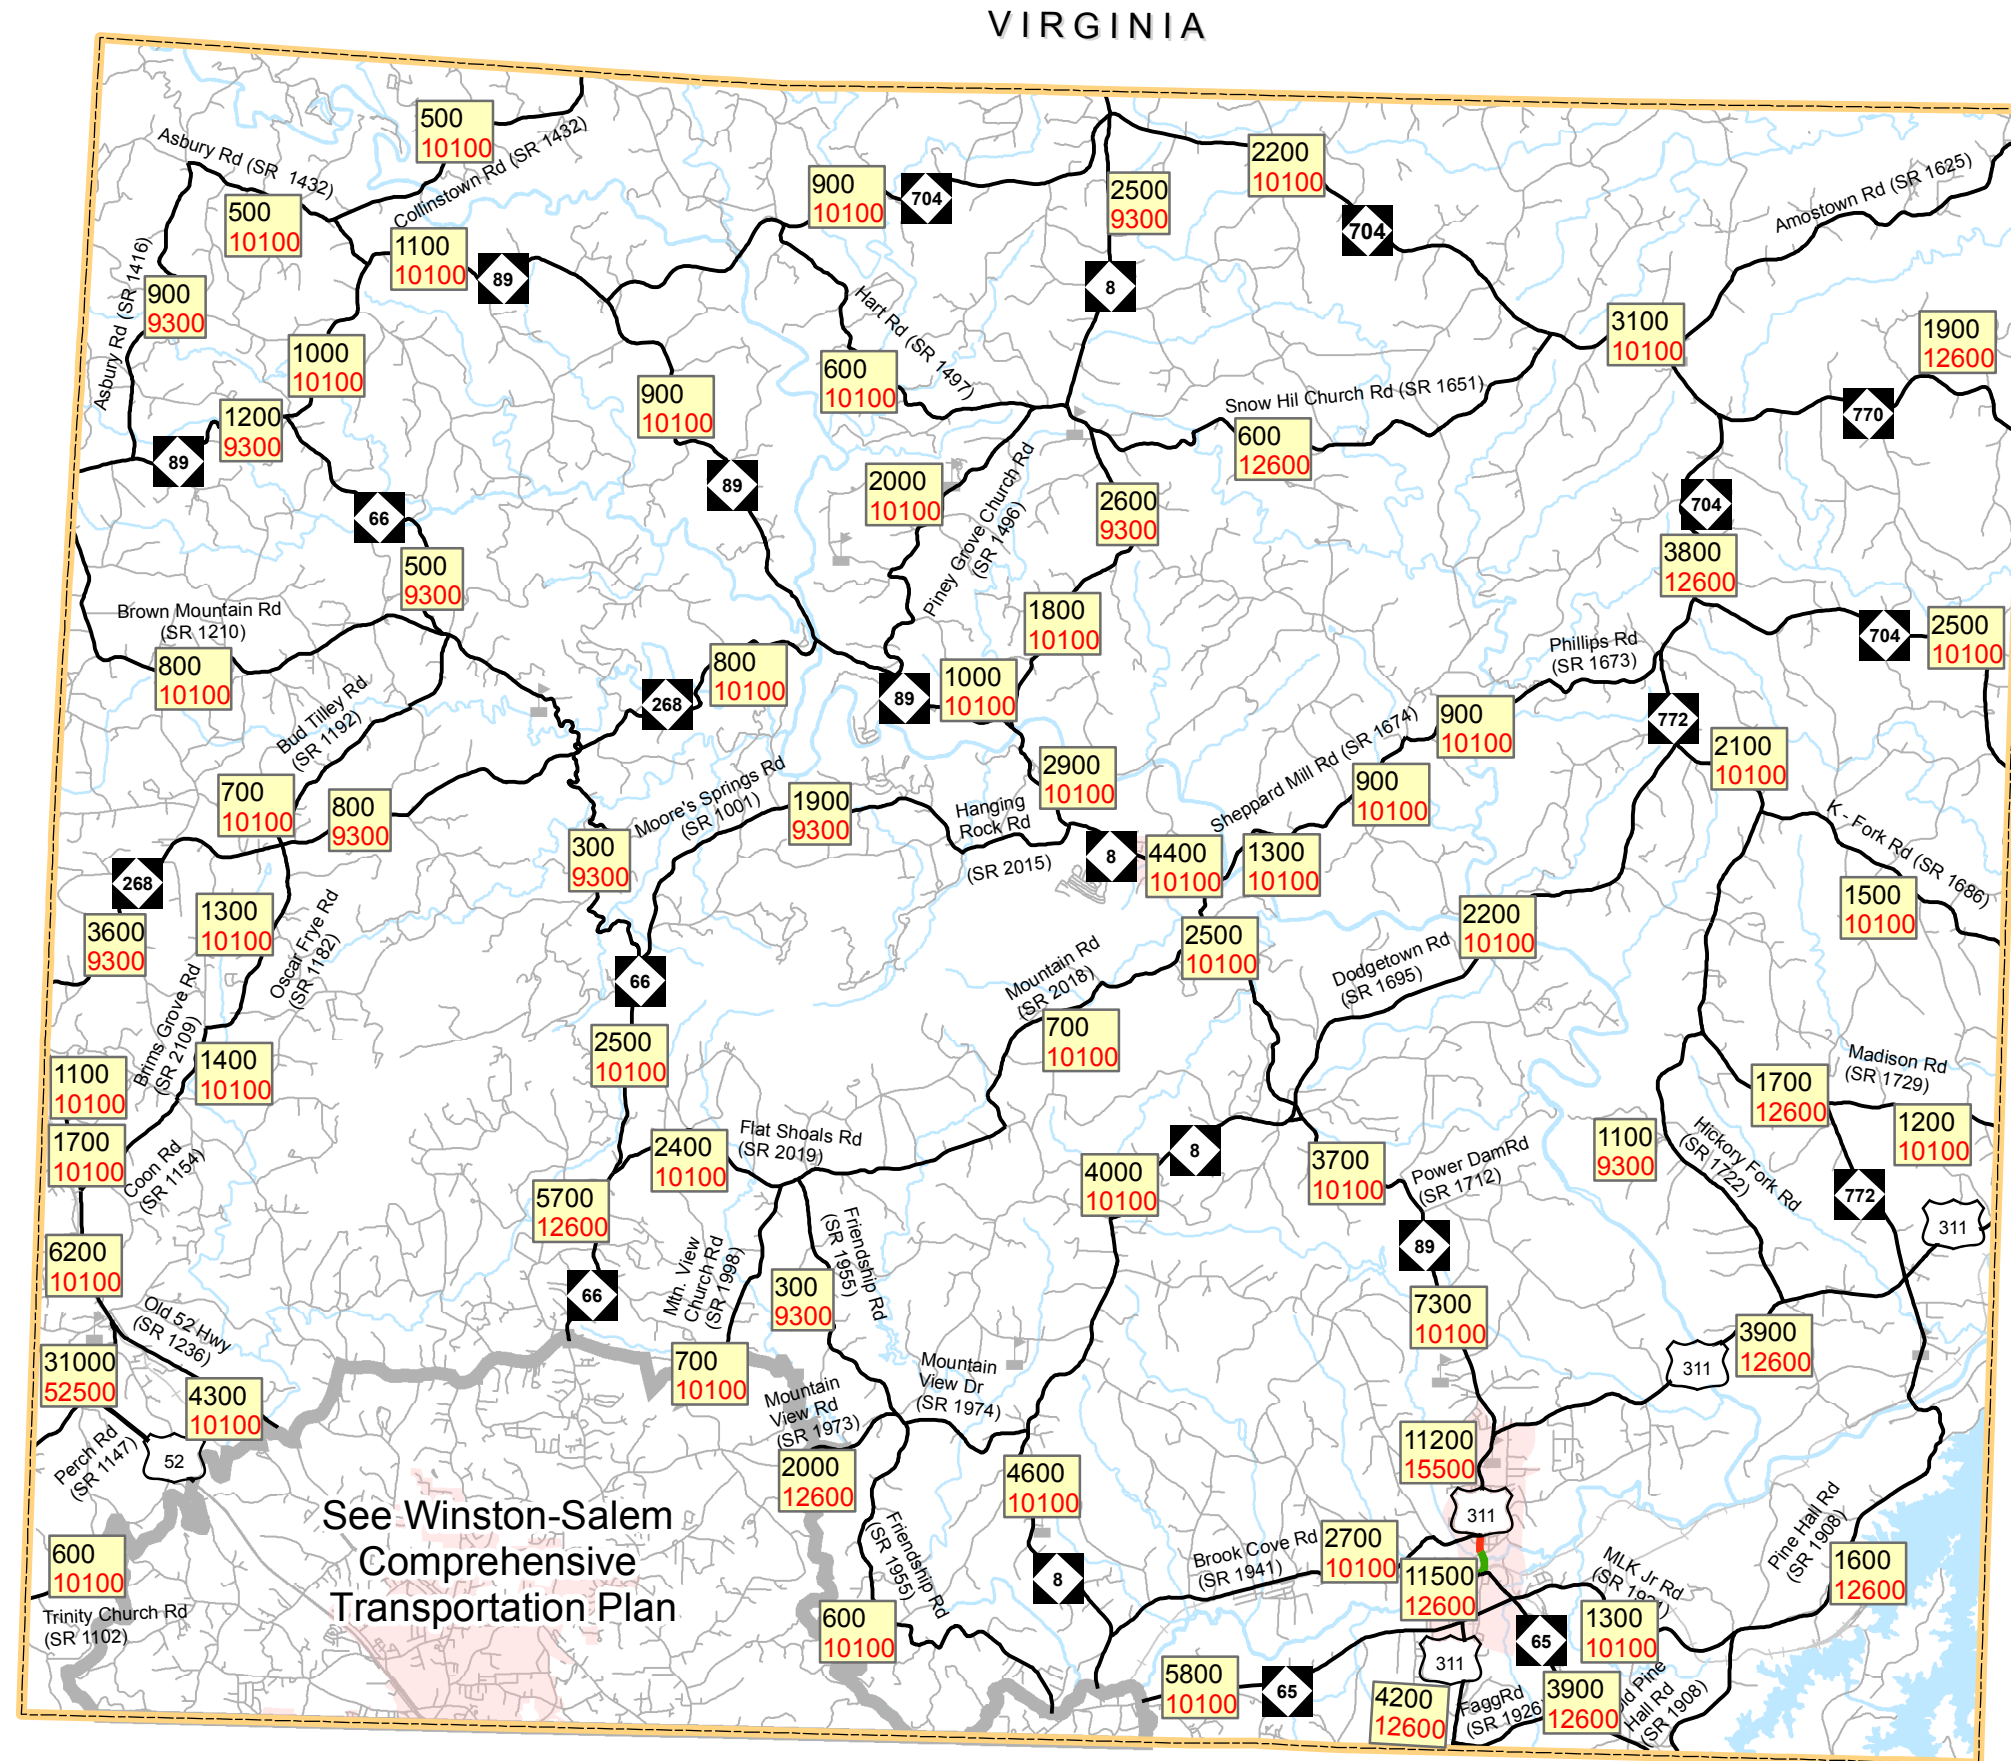 VIRGINIA
500
10100
Asbury Rd (SR 1432)
Collinstown Rd (SR 1432)
500
10100
900
10100
704
2500
9300
2200
10100
704
Amostown Rd (SR 1625)
1100
10100
89
Asbury Rd (SR 1416)
900
9300
8
Hart Rd (SR 1497)
3100
10100
1900
12600
1000
10100
900
10100
600
10100
Snow Hil Church Rd (SR 1651)
770
1200
9300
89
600
12600
89
66
2000
10100
Piney Grove Church Rd
(SR 1496)
2600
9300
704
3800
12600
500
9300
Brown Mountain Rd
(SR 1210)
800
10100
1800
10100
Phillips Rd
(SR 1673)
704
2500
10100
800
10100
268
89
1000
10100
Bud Tilley Rd
(SR 1192)
Sheppard Mill Rd (SR 1674)
900
10100
772
2100
10100
700
10100
800
9300
Moore's Springs Rd
(SR 1001)
1900
9300
2900
10100
Hanging
Rock Rd
(SR 2015)
900
10100
K - Fork Rd (SR 1686)
300
9300
8
4400
10100
1300
10100
268
1500
10100
3600
9300
1300
10100
Oscar Frye Rd
(SR 1182)
2200
10100
2500
10100
Dodgetown Rd
(SR 1695)
Mountain Rd
(SR 2018)
66
700
10100
Brims Grove Rd
(SR 2109)
2500
10100
1400
10100
1100
10100
Madison Rd
(SR 1729)
1700
12600
1200
10100
1700
10100
Coon Rd
(SR 1154)
Flat Shoals Rd
(SR 2019)
2400
10100
8
4000
10100
3700
10100
Power DamRd
(SR 1712)
1100
9300
Hickory Fork Rd
(SR 1722)
772
311
5700
12600
6200
10100
89
Mtn. View
Church Rd
(SR 1998)
Friendship Rd
(SR 1955)
300
9300
66
Old 52 Hwy
(SR 1236)
7300
10100
3900
12600
311
31000
52500
700
10100
Mountain
View Dr
(SR 1974)
4300
10100
Mountain
View Rd
(SR 1973)
Perch Rd
(SR 1147)
52
11200
15500
2000
12600
4600
10100
See Winston-Salem
Comprehensive
Transportation Plan
311
Friendship Rd
(SR 1955)
Brook Cove Rd
(SR 1941)
2700
10100
Pine Hall Rd
(SR 1908)
MLK Jr Rd
600
10100
8
11500
12600
1600
12600
Trinity Church Rd
(SR 1102)
600
10100
1300
10100
65
311
5800
10100
65
4200
12600
FaggRd
(SR 1926
3900
12600
Pine
Hall Rd
(SR 1908)